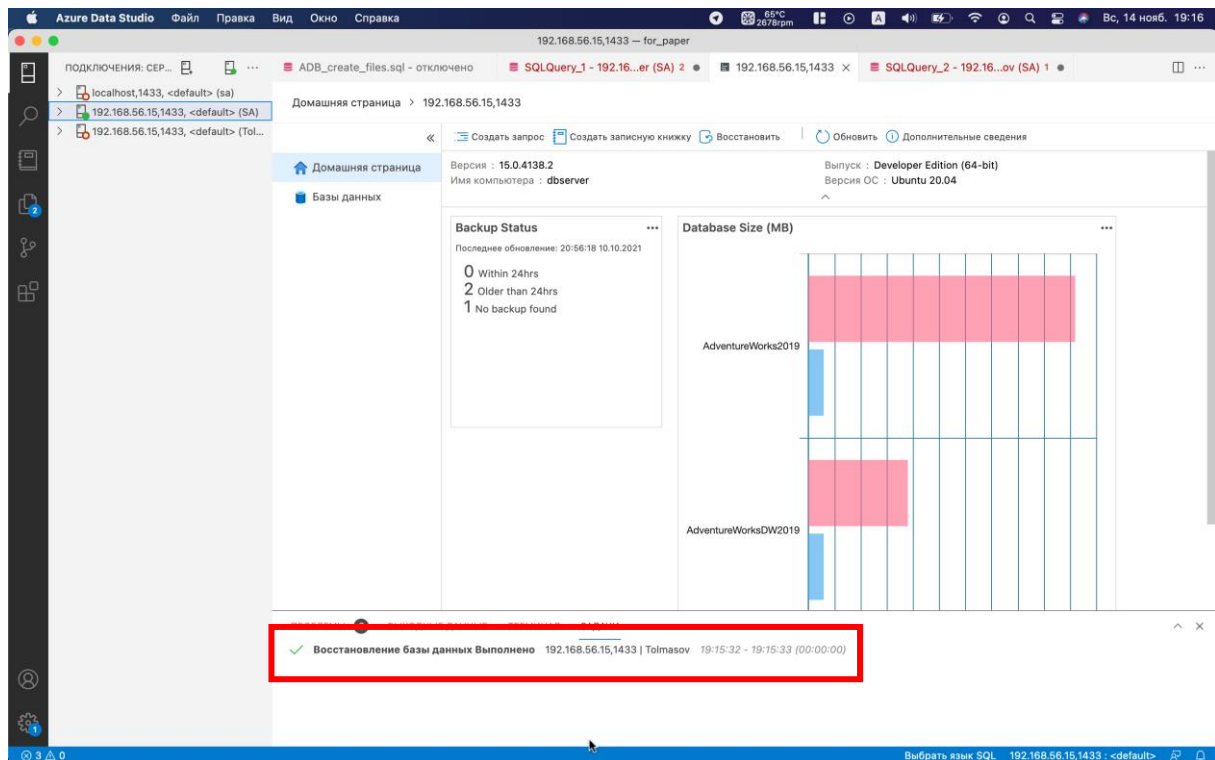 Azure Data Studio Файл Правка Вид Окно Справка 65°C 2678rpm A Вс, 14 нояб. 19:16
192.168.56.15,1433 — for_paper
ПОДКЛЮЧЕНИЯ: СЕР... ...
ADB_create_files.sql - отключено SQLQuery_1 - 192.16...er (SA) 2 192.168.56.15,1433 SQLQuery_2 - 192.16...ov (SA) 1
localhost,1433, <default> (sa)
192.168.56.15,1433, <default> (SA)
192.168.56.15,1433, <default> (Tol...
Домашняя страница > 192.168.56.15,1433
Создать запрос Создать записную книжку Восстановить Обновить Дополнительные сведения
Домашняя страница
Базы данных
Версия : 15.0.4138.2
Имя компьютера : dbserver
Выпуск : Developer Edition (64-bit)
Версия ОС : Ubuntu 20.04
Backup Status ...
Последнее обновление: 20:56:18 10.10.2021
0 Within 24hrs
2 Older than 24hrs
1 No backup found
Database Size (MB) ...
AdventureWorks2019
AdventureWorksDW2019
2
Восстановление базы данных Выполнено 192.168.56.15,1433 | Tolmasov 19:15:32 - 19:15:33 (00:00:00)
1
3 0 Выбрать язык SQL 192.168.56.15,1433 : <default>